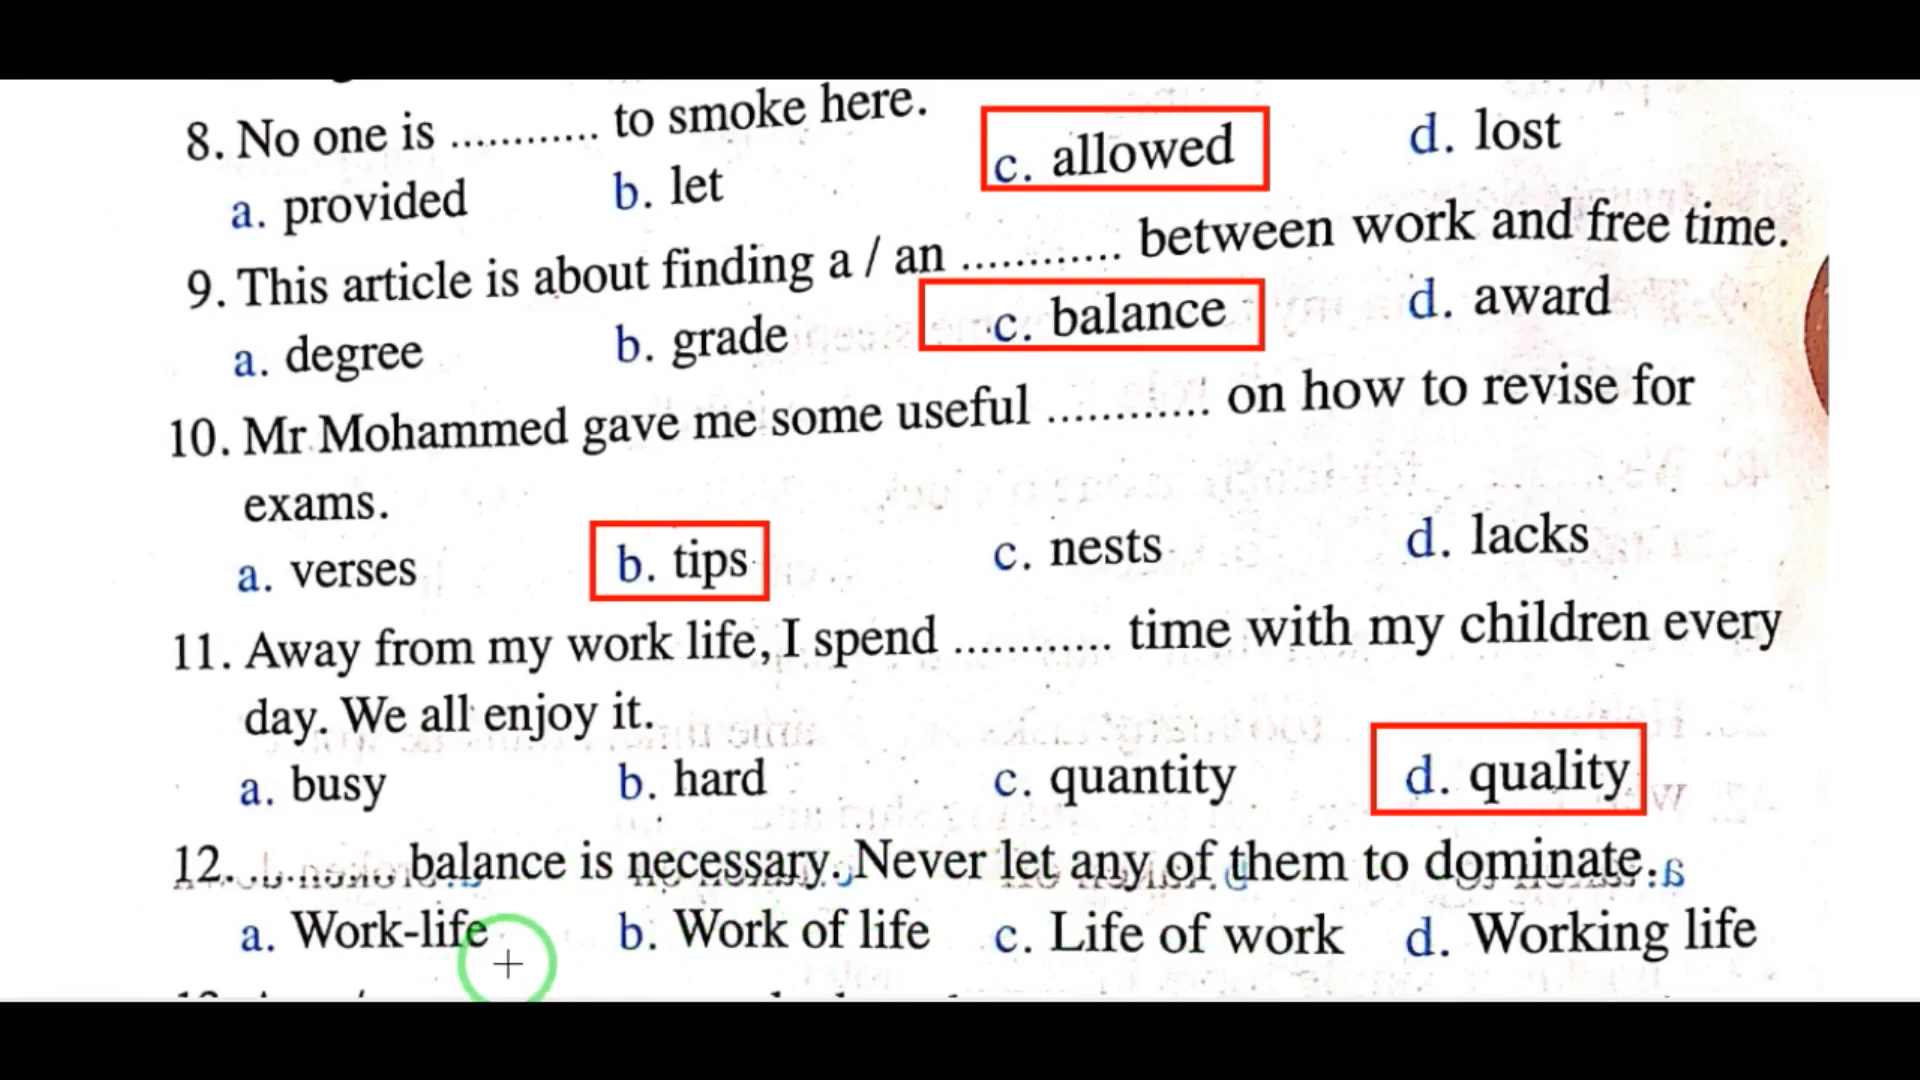 8. No one is ............ to smoke here.
a. provided b. let c. allowed d. lost
9. This article is about finding a / an ............ between work and free time.
a. degree b. grade c. balance d. award
10. Mr Mohammed gave me some useful ............ on how to revise for
exams.
a. verses b. tips c. nests d. lacks
11. Away from my work life, I spend ............ time with my children every
day. We all enjoy it.
a. busy b. hard c. quantity d. quality
12. ............ balance is necessary. Never let any of them to dominate.
a. Work-life b. Work of life c. Life of work d. Working life